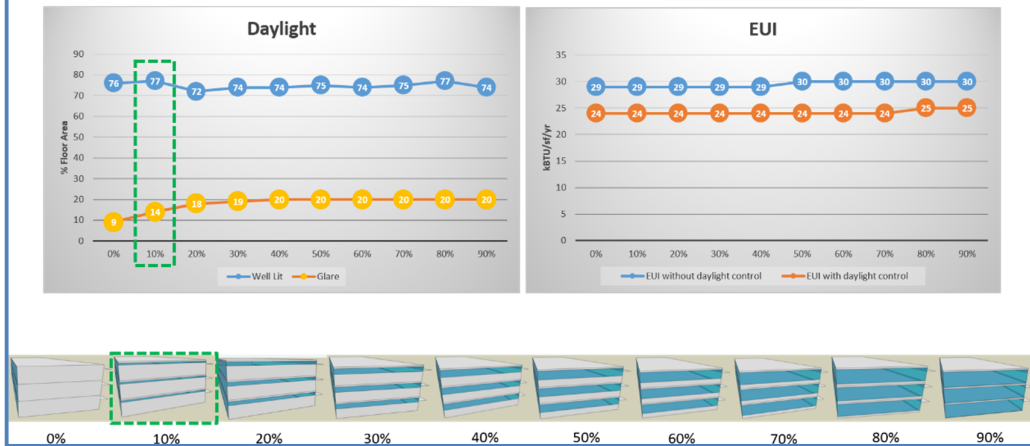 Daylight
90
80
70
60
50
40
30
20
10
0
% Floor Area
76 77 72 74 74 75 74 75 77 74
9 14 18 19 20 20 20 20 20 20
0% 10% 20% 30% 40% 50% 60% 70% 80% 90%
Well Lit Glare
EUI
35
30
25
20
15
10
5
0
kBTU/sf/yr
29 29 29 29 29 30 30 30 30 30
24 24 24 24 24 24 24 24 25 25
0% 10% 20% 30% 40% 50% 60% 70% 80% 90%
EUI without daylight control EUI with daylight control
0% 10% 20% 30% 40% 50% 60% 70% 80% 90%